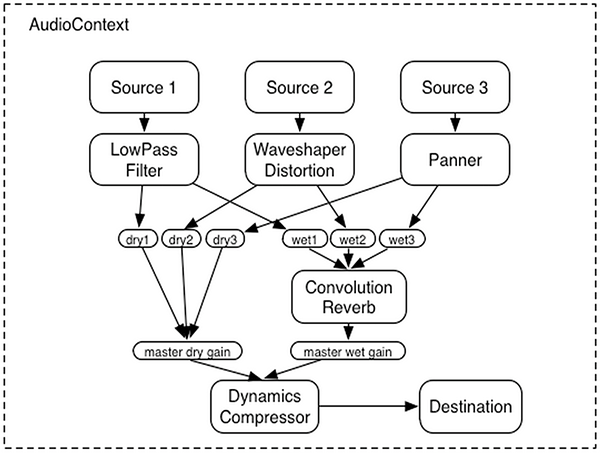 AudioContext
Source 1
Source 2
Source 3
LowPass
Filter
Waveshaper
Distortion
Panner
dry1
dry2
dry3
wet1
wet2
wet3
Convolution
Reverb
master dry gain
master wet gain
Dynamics
Compressor
Destination